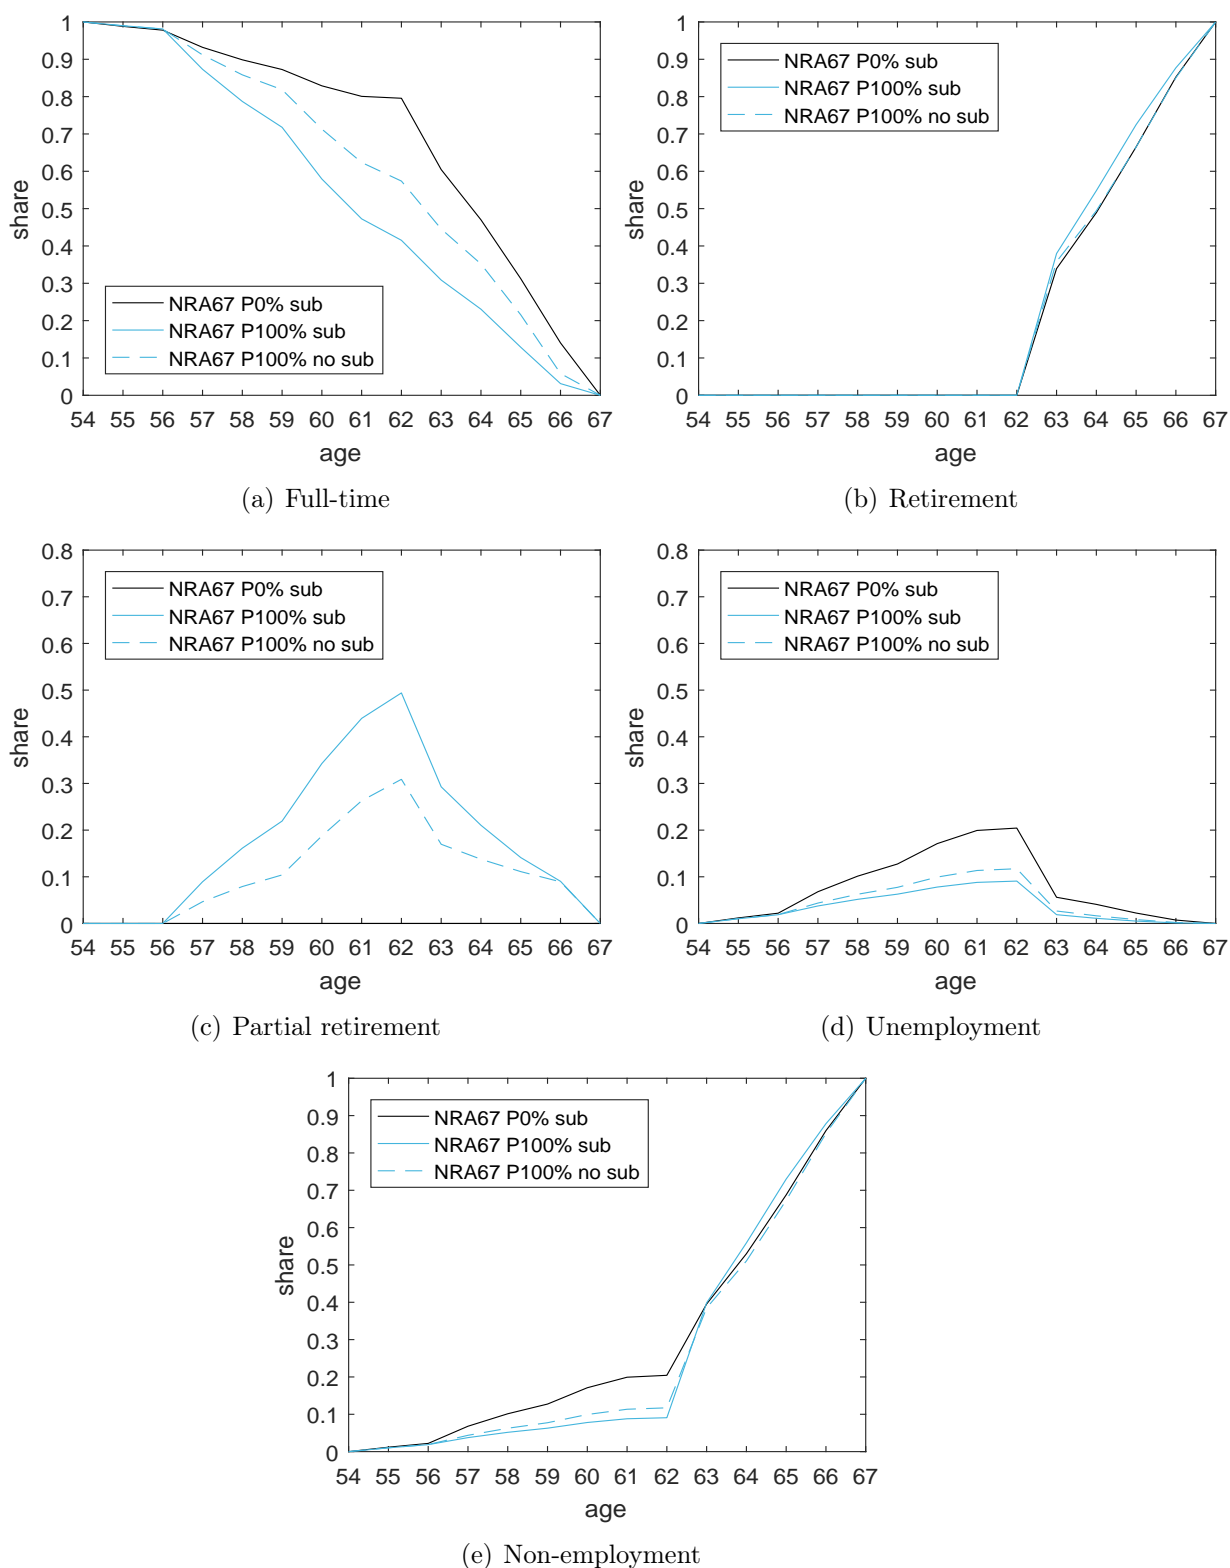 1
0.9
0.8
0.7
0.6
0.5
0.4
0.3
0.2
0.1
0
share
NRA67 P0% sub
NRA67 P100% sub
NRA67 P100% no sub
54 55 56 57 58 59 60 61 62 63 64 65 66 67
age
(a) Full-time
1
0.9
0.8
0.7
0.6
0.5
0.4
0.3
0.2
0.1
0
share
NRA67 P0% sub
NRA67 P100% sub
NRA67 P100% no sub
54 55 56 57 58 59 60 61 62 63 64 65 66 67
age
(b) Retirement
0.8
0.7
0.6
0.5
0.4
0.3
0.2
0.1
0
share
NRA67 P0% sub
NRA67 P100% sub
NRA67 P100% no sub
54 55 56 57 58 59 60 61 62 63 64 65 66 67
age
(c) Partial retirement
0.8
0.7
0.6
0.5
0.4
0.3
0.2
0.1
0
share
NRA67 P0% sub
NRA67 P100% sub
NRA67 P100% no sub
54 55 56 57 58 59 60 61 62 63 64 65 66 67
age
(d) Unemployment
1
0.9
0.8
0.7
0.6
0.5
0.4
0.3
0.2
0.1
0
share
NRA67 P0% sub
NRA67 P100% sub
NRA67 P100% no sub
54 55 56 57 58 59 60 61 62 63 64 65 66 67
age
(e) Non-employment